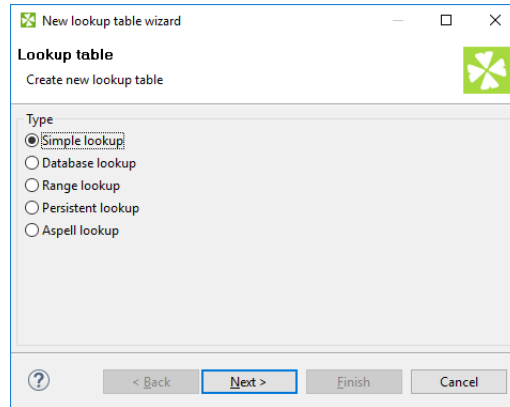 New lookup table wizard
Lookup table
Create new lookup table
Type
Simple lookup
Database lookup
Range lookup
Persistent lookup
Aspell lookup
? < Back Next > Finish Cancel